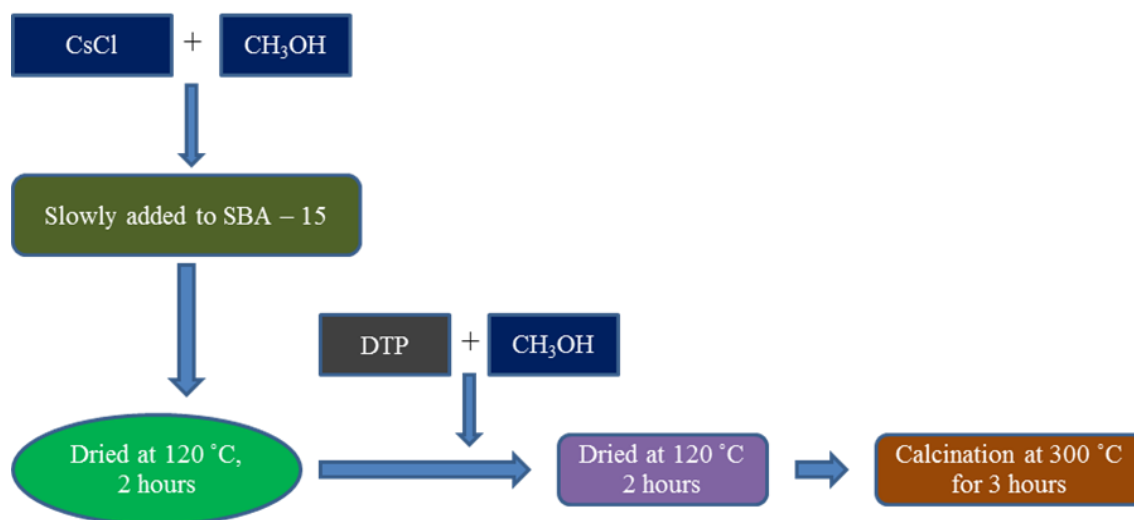 CsCl + CH₃OH
Slowly added to SBA – 15
DTP + CH₃OH
Dried at 120 ˚C,
2 hours
Dried at 120 ˚C
2 hours
Calcination at 300 ˚C
for 3 hours